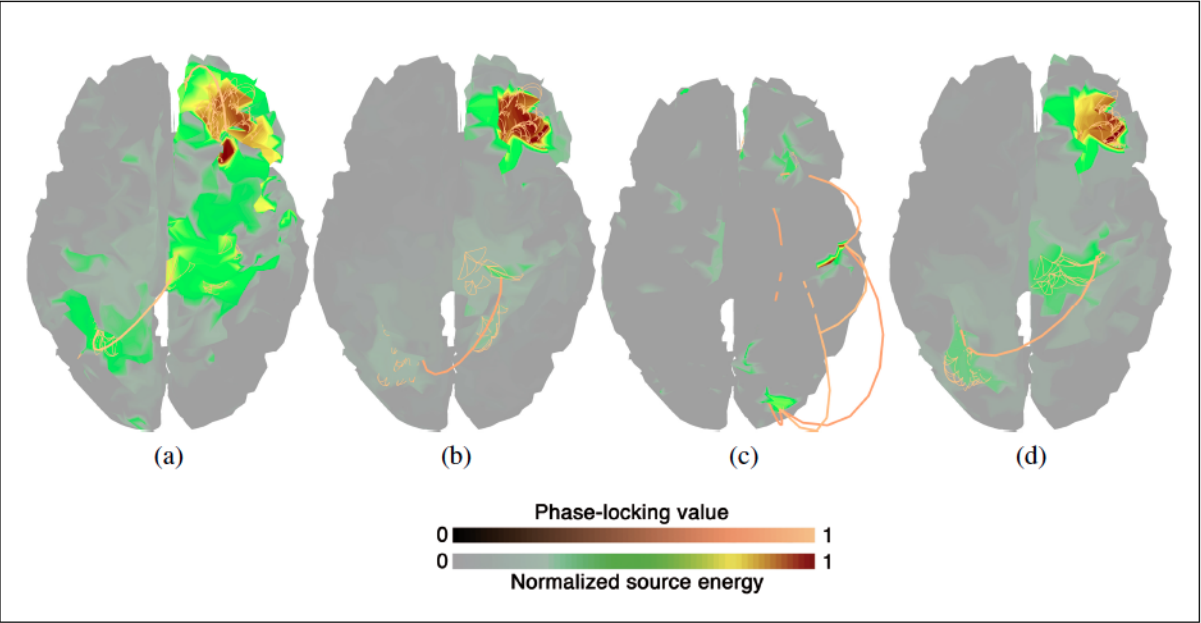 (a) (b) (c) (d)
Phase-locking value
0 1
0 1
Normalized source energy